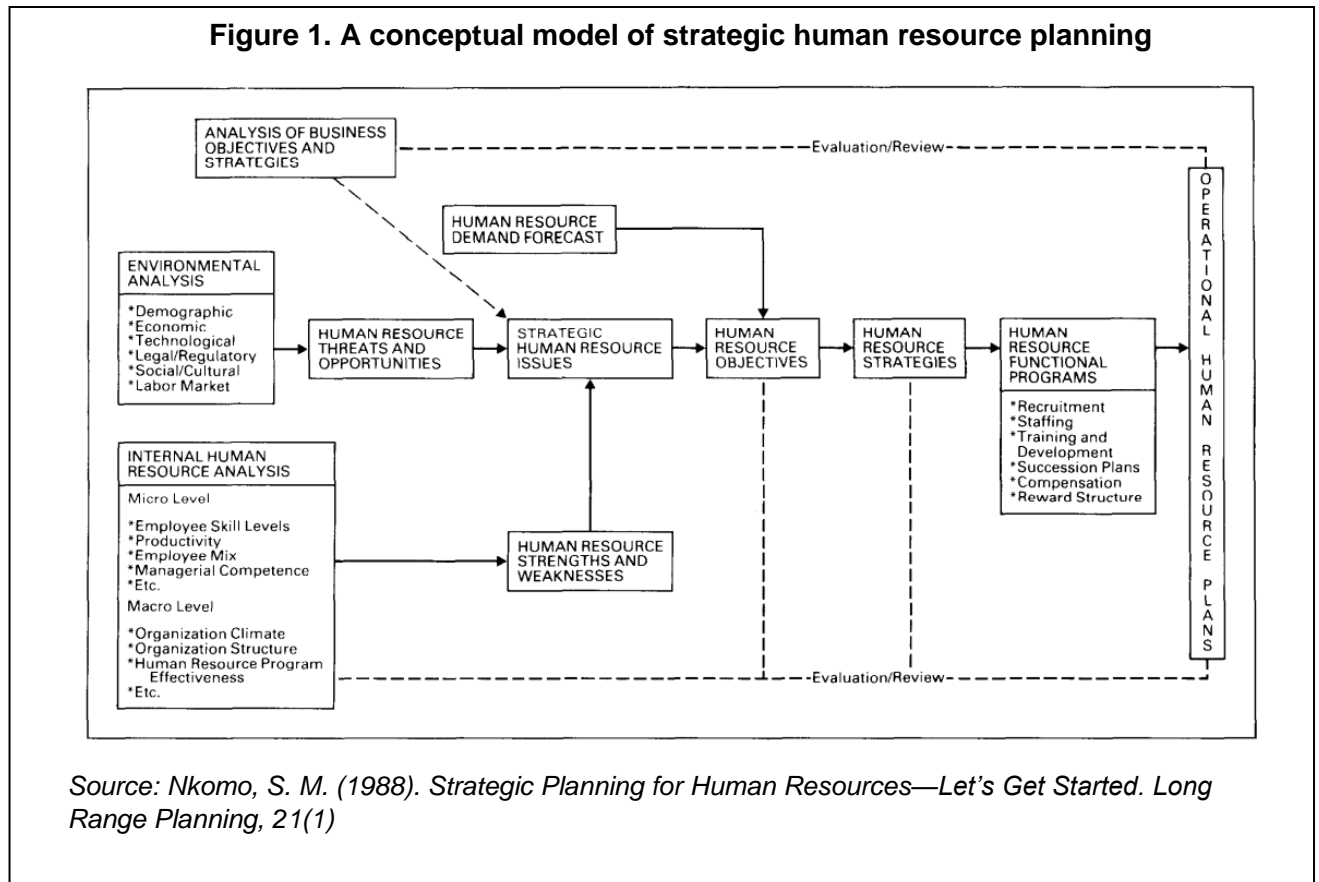 Figure 1. A conceptual model of strategic human resource planning
ANALYSIS OF BUSINESS
OBJECTIVES AND
STRATEGIES
Evaluation/Review
HUMAN RESOURCE
DEMAND FORECAST
ENVIRONMENTAL
ANALYSIS
*Demographic
*Economic
*Technological
*Legal/Regulatory
*Social/Cultural
*Labor Market
HUMAN RESOURCE
THREATS AND
OPPORTUNITIES
STRATEGIC
HUMAN RESOURCE
ISSUES
HUMAN
RESOURCE
OBJECTIVES
HUMAN
RESOURCE
STRATEGIES
HUMAN
RESOURCE
FUNCTIONAL
PROGRAMS
*Recruitment
*Staffing
*Training and
Development
*Succession Plans
*Compensation
*Reward Structure
OPERATIONAL HUMAN RESOURCE PLANS
INTERNAL HUMAN
RESOURCE ANALYSIS
Micro Level
*Employee Skill Levels
*Productivity
*Employee Mix
*Managerial Competence
*Etc.
Macro Level
*Organization Climate
*Organization Structure
*Human Resource Program
Effectiveness
*Etc.
HUMAN RESOURCE
STRENGTHS AND
WEAKNESSES
Evaluation/Review
Source: Nkomo, S. M. (1988). Strategic Planning for Human Resources—Let’s Get Started. Long
Range Planning, 21(1)